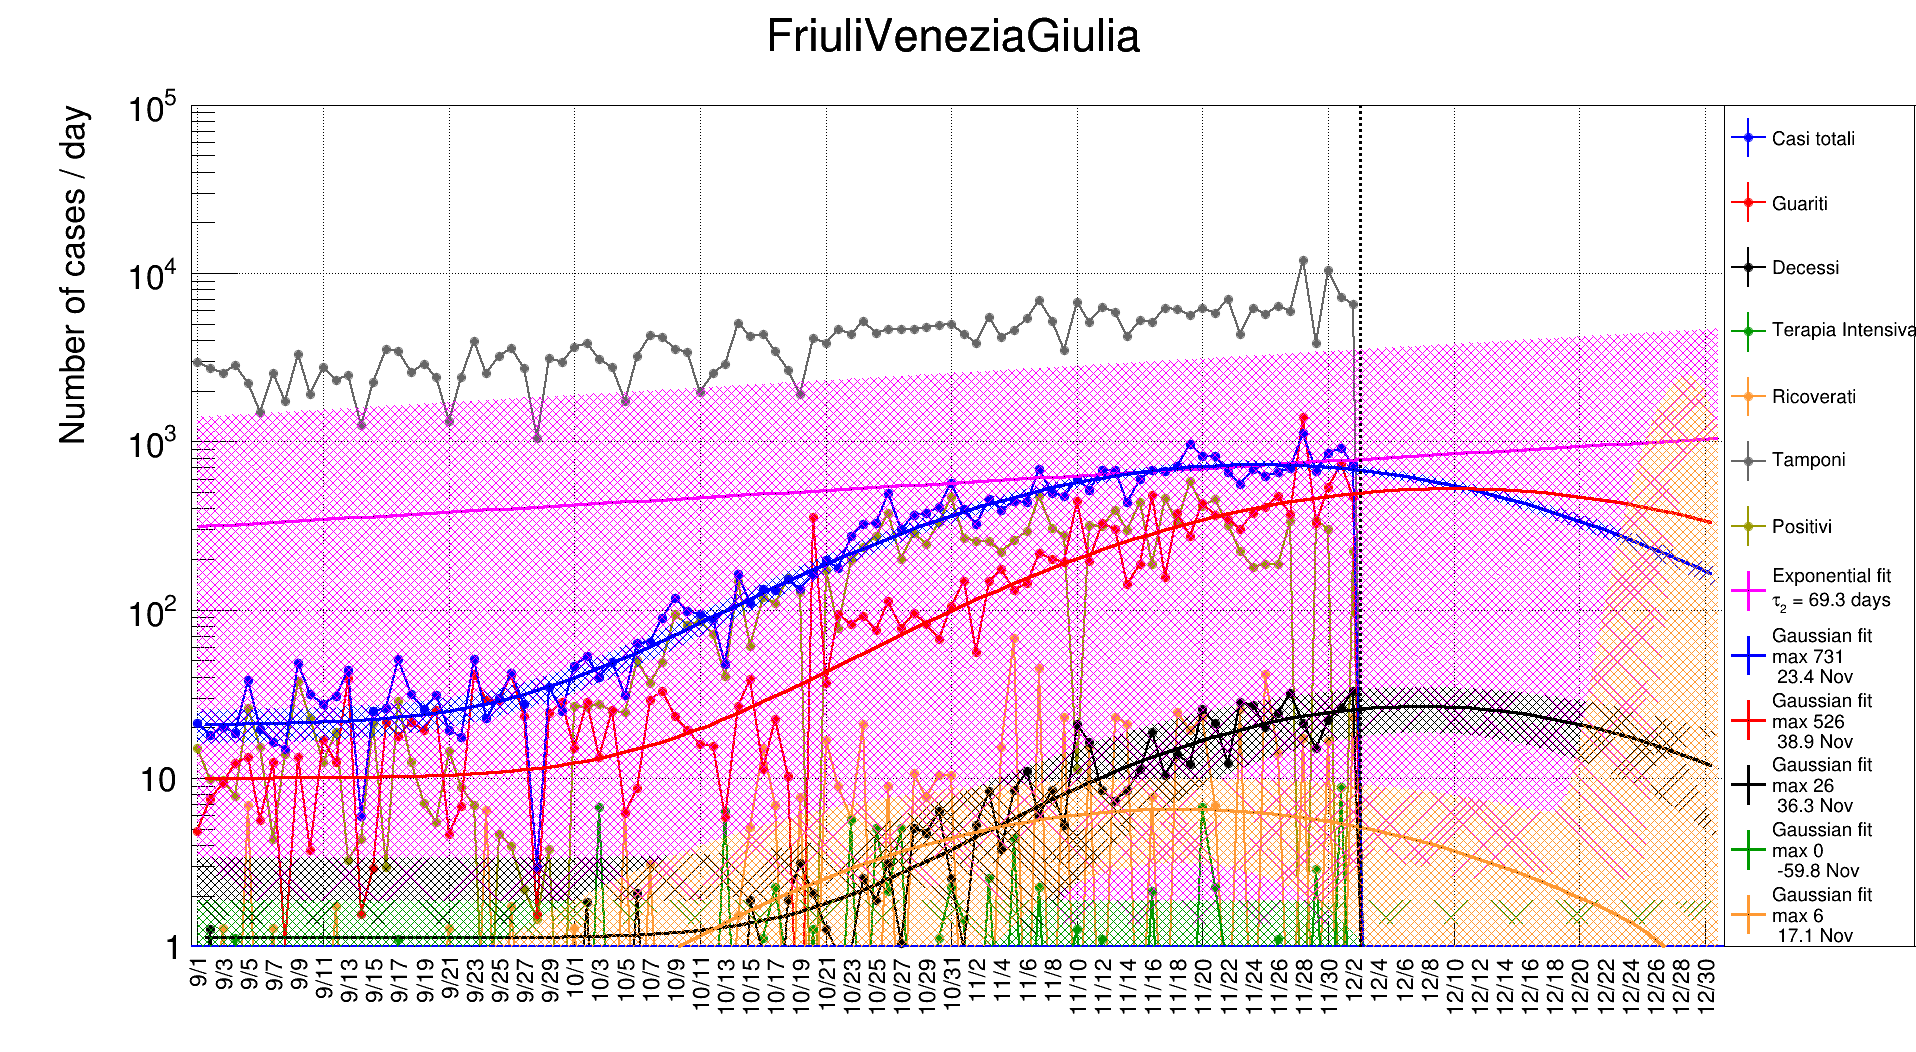 FriuliVeneziaGiulia
Number of cases / day
10^5
10^4
10^3
10^2
10
1
9/1
9/3
9/5
9/7
9/9
9/11
9/13
9/15
9/17
9/19
9/21
9/23
9/25
9/27
9/29
10/1
10/3
10/5
10/7
10/9
10/11
10/13
10/15
10/17
10/19
10/21
10/23
10/25
10/27
10/29
10/31
11/2
11/4
11/6
11/8
11/10
11/12
11/14
11/16
11/18
11/20
11/22
11/24
11/26
11/28
11/30
12/2
12/4
12/6
12/8
12/10
12/12
12/14
12/16
12/18
12/20
12/22
12/24
12/26
12/28
12/30
Casi totali
Guariti
Decessi
Terapia Intensiva
Ricoverati
Tamponi
Positivi
Exponential fit
τ₂ = 69.3 days
Gaussian fit
max 731
23.4 Nov
Gaussian fit
max 526
38.9 Nov
Gaussian fit
max 26
36.3 Nov
Gaussian fit
max 0
-59.8 Nov
Gaussian fit
max 6
17.1 Nov